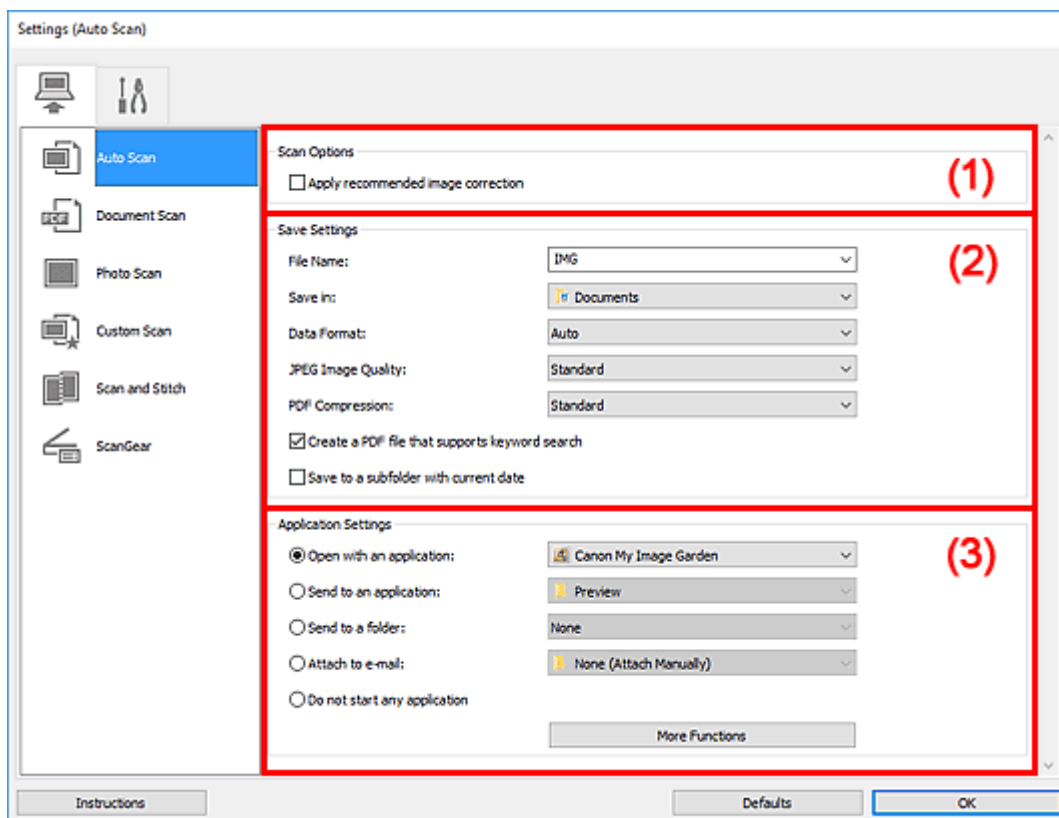 Settings (Auto Scan)
Auto Scan
Document Scan
Photo Scan
Custom Scan
Scan and Stitch
ScanGear
Scan Options
Apply recommended image correction
(1)
Save Settings
(2)
File Name: IMG
Save in: Documents
Data Format: Auto
JPEG Image Quality: Standard
PDF Compression: Standard
Create a PDF file that supports keyword search
Save to a subfolder with current date
Application Settings
(3)
Open with an application: Canon My Image Garden
Send to an application: Preview
Send to a folder: None
Attach to e-mail: None (Attach Manually)
Do not start any application
More Functions
Instructions Defaults OK